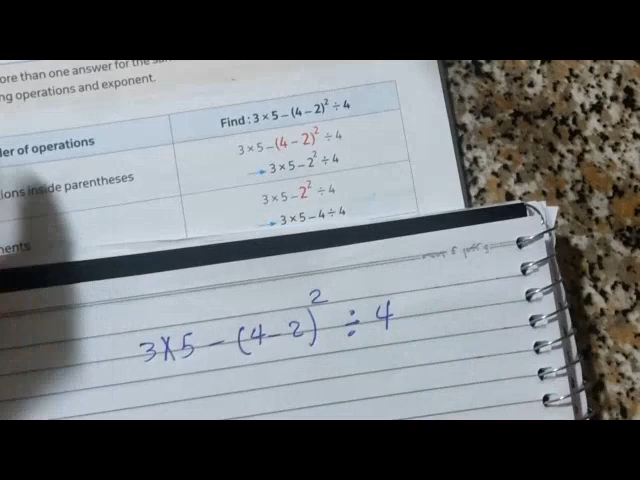 ore than one answer for the
ng operations and exponent.
der of operations
Find : 3 × 5 – (4 – 2)² ÷ 4
3 × 5 – (4 – 2)² ÷ 4
tions inside parentheses
3 × 5 – 2² ÷ 4
3 × 5 – 2² ÷ 4
nents
3 × 5 – 4 ÷ 4
3 × 5 – (4 – 2)² ÷ 4